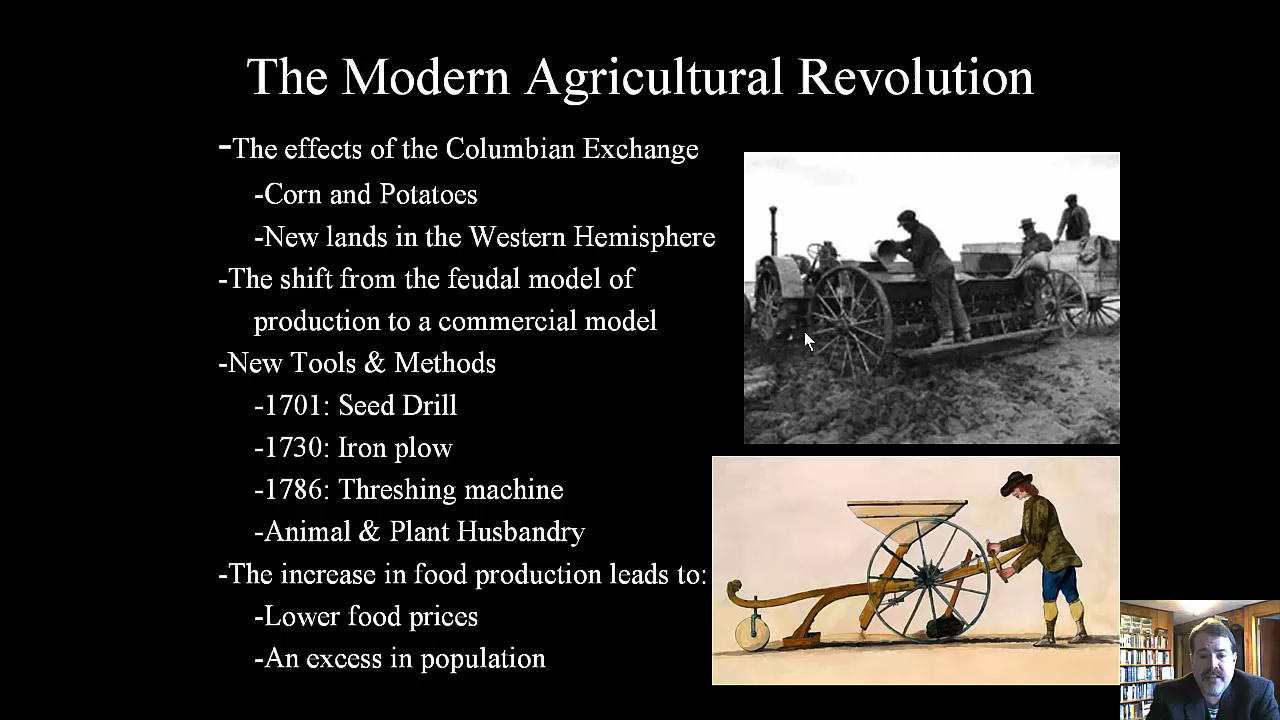 The Modern Agricultural Revolution
-The effects of the Columbian Exchange
-Corn and Potatoes
-New lands in the Western Hemisphere
-The shift from the feudal model of
production to a commercial model
-New Tools & Methods
-1701: Seed Drill
-1730: Iron plow
-1786: Threshing machine
-Animal & Plant Husbandry
-The increase in food production leads to:
-Lower food prices
-An excess in population